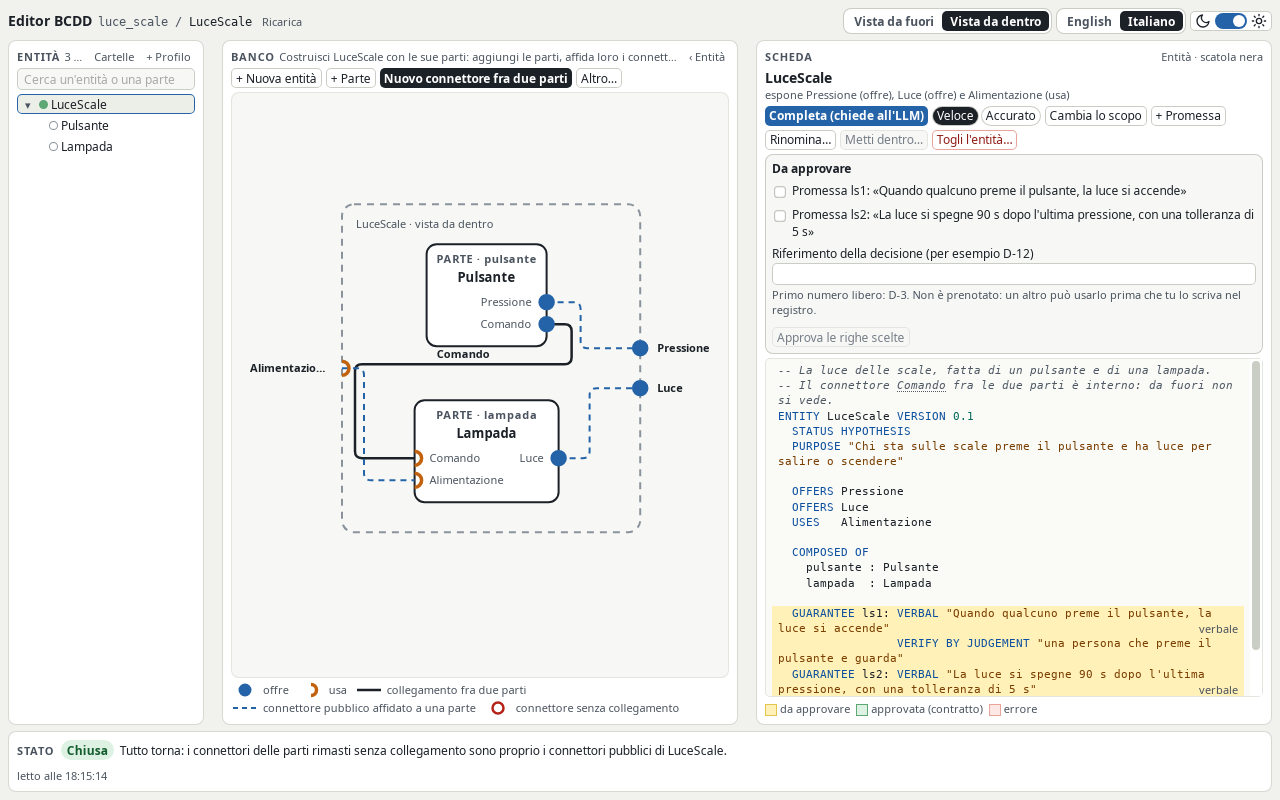 Editor BCDD luce_scale / LuceScale Ricarica
Vista da fuori Vista da dentro English Italiano
ENTITÀ 3 ... Cartelle + Profilo
Cerca un'entità o una parte
LuceScale
Pulsante
Lampada
BANCO Costruisci LuceScale con le sue parti: aggiungi le parti, affida loro i connett... ‹ Entità
+ Nuova entità + Parte Nuovo connettore fra due parti Altro...
LuceScale · vista da dentro
PARTE · pulsante
Pulsante
Pressione
Comando
Comando
Pressione
Alimentazio...
Luce
PARTE · lampada
Lampada
Comando Luce
Alimentazione
offre usa collegamento fra due parti
connettore pubblico affidato a una parte connettore senza collegamento
SCHEDA Entità · scatola nera
LuceScale
espone Pressione (offre), Luce (offre) e Alimentazione (usa)
Completa (chiede all'LLM) Veloce Accurato Cambia lo scopo + Promessa
Rinomina... Metti dentro... Togli l'entità...
Da approvare
Promessa ls1: «Quando qualcuno preme il pulsante, la luce si accende»
Promessa ls2: «La luce si spegne 90 s dopo l'ultima pressione, con una tolleranza di
5 s»
Riferimento della decisione (per esempio D-12)
Primo numero libero: D-3. Non è prenotato: un altro può usarlo prima che tu lo scriva nel
registro.
Approva le righe scelte
-- La luce delle scale, fatta di un pulsante e di una lampada.
-- Il connettore Comando fra le due parti è interno: da fuori non
si vede.
ENTITY LuceScale VERSION 0.1
STATUS HYPOTHESIS
PURPOSE "Chi sta sulle scale preme il pulsante e ha luce per
salire o scendere"
OFFERS Pressione
OFFERS Luce
USES Alimentazione
COMPOSED OF
pulsante : Pulsante
lampada : Lampada
GUARANTEE ls1: VERBAL "Quando qualcuno preme il pulsante, la
luce si accende" verbale
VERIFY BY JUDGEMENT "una persona che preme il
pulsante e guarda"
GUARANTEE ls2: VERBAL "La luce si spegne 90 s dopo l'ultima
pressione, con una tolleranza di 5 s" verbale
da approvare approvata (contratto) errore
STATO Chiusa Tutto torna: i connettori delle parti rimasti senza collegamento sono proprio i connettori pubblici di LuceScale.
letto alle 18:15:14